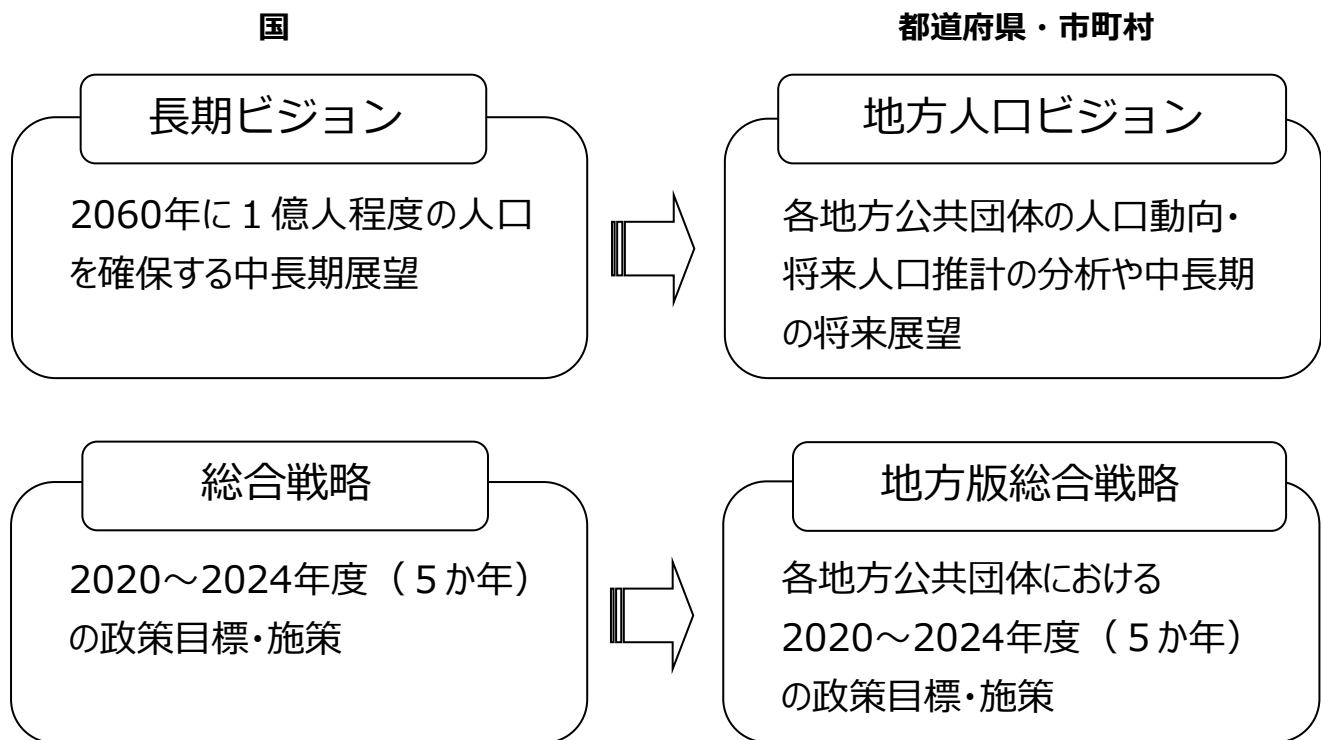 国
都道府県・市町村
長期ビジョン
2060年に１億人程度の人口
を確保する中長期展望
地方人口ビジョン
各地方公共団体の人口動向・
将来人口推計の分析や中長期
の将来展望
総合戦略
2020～2024年度（５か年）
の政策目標・施策
地方版総合戦略
各地方公共団体における
2020～2024年度（５か年）
の政策目標・施策